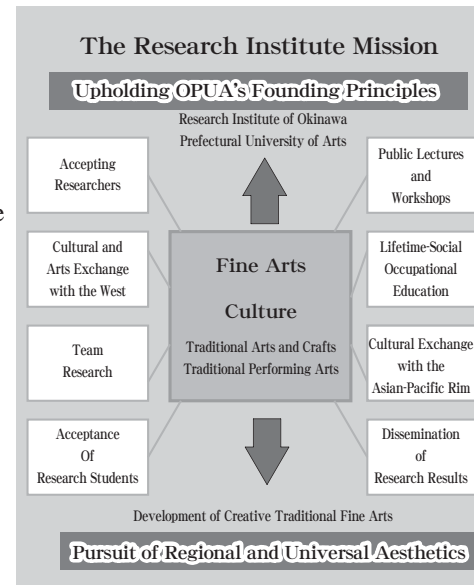 The Research Institute Mission
Upholding OPUA's Founding Principles
Research Institute of Okinawa
Prefectural University of Arts
Accepting
Researchers
Public Lectures
and
Workshops
Cultural and
Arts Exchange
with the West
Fine Arts
Culture
Traditional Arts and Crafts
Traditional Performing Arts
Lifetime-Social
Occupational
Education
Team
Research
Cultural Exchange
with the
Asian-Pacific Rim
Acceptance
Of
Research Students
Dissemination
of
Research Results
Development of Creative Traditional Fine Arts
Pursuit of Regional and Universal Aesthetics